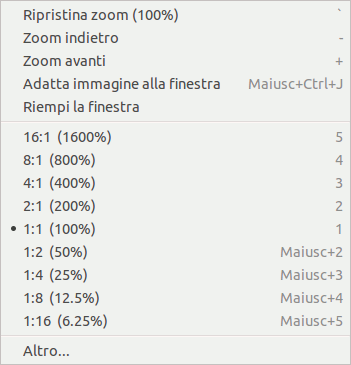 Ripristina zoom (100%) `
Zoom indietro -
Zoom avanti +
Adatta immagine alla finestra Maiusc+Ctrl+J
Riempi la finestra
16:1 (1600%) 5
8:1 (800%) 4
4:1 (400%) 3
2:1 (200%) 2
1:1 (100%) 1
1:2 (50%) Maiusc+2
1:4 (25%) Maiusc+3
1:8 (12.5%) Maiusc+4
1:16 (6.25%) Maiusc+5
Altro...